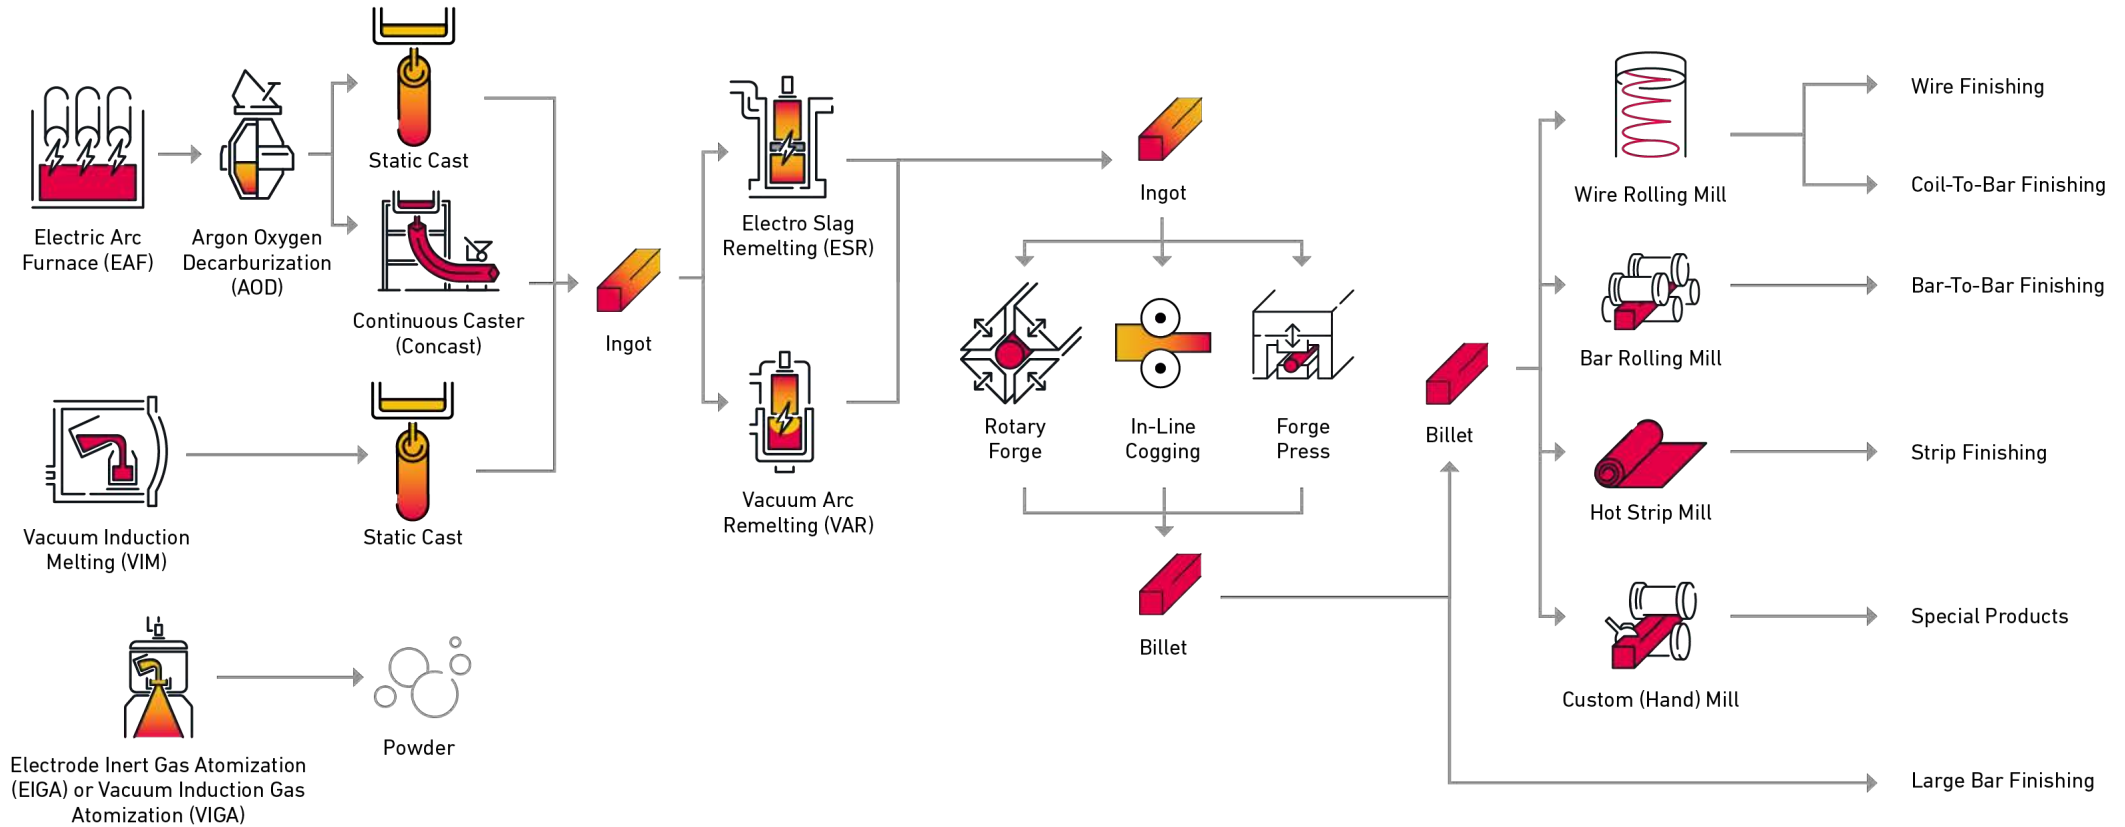 Electric Arc
Furnace (EAF)
Argon Oxygen
Decarburization
(AOD)
Static Cast
Continuous Caster
(Concast)
Vacuum Induction
Melting (VIM)
Static Cast
Electrode Inert Gas Atomization
(EIGA) or Vacuum Induction Gas
Atomization (VIGA)
Powder
Ingot
Electro Slag
Remelting (ESR)
Vacuum Arc
Remelting (VAR)
Ingot
Rotary
Forge
In-Line
Cogging
Forge
Press
Billet
Billet
Wire Rolling Mill
Bar Rolling Mill
Hot Strip Mill
Custom (Hand) Mill
Wire Finishing
Coil-To-Bar Finishing
Bar-To-Bar Finishing
Strip Finishing
Special Products
Large Bar Finishing